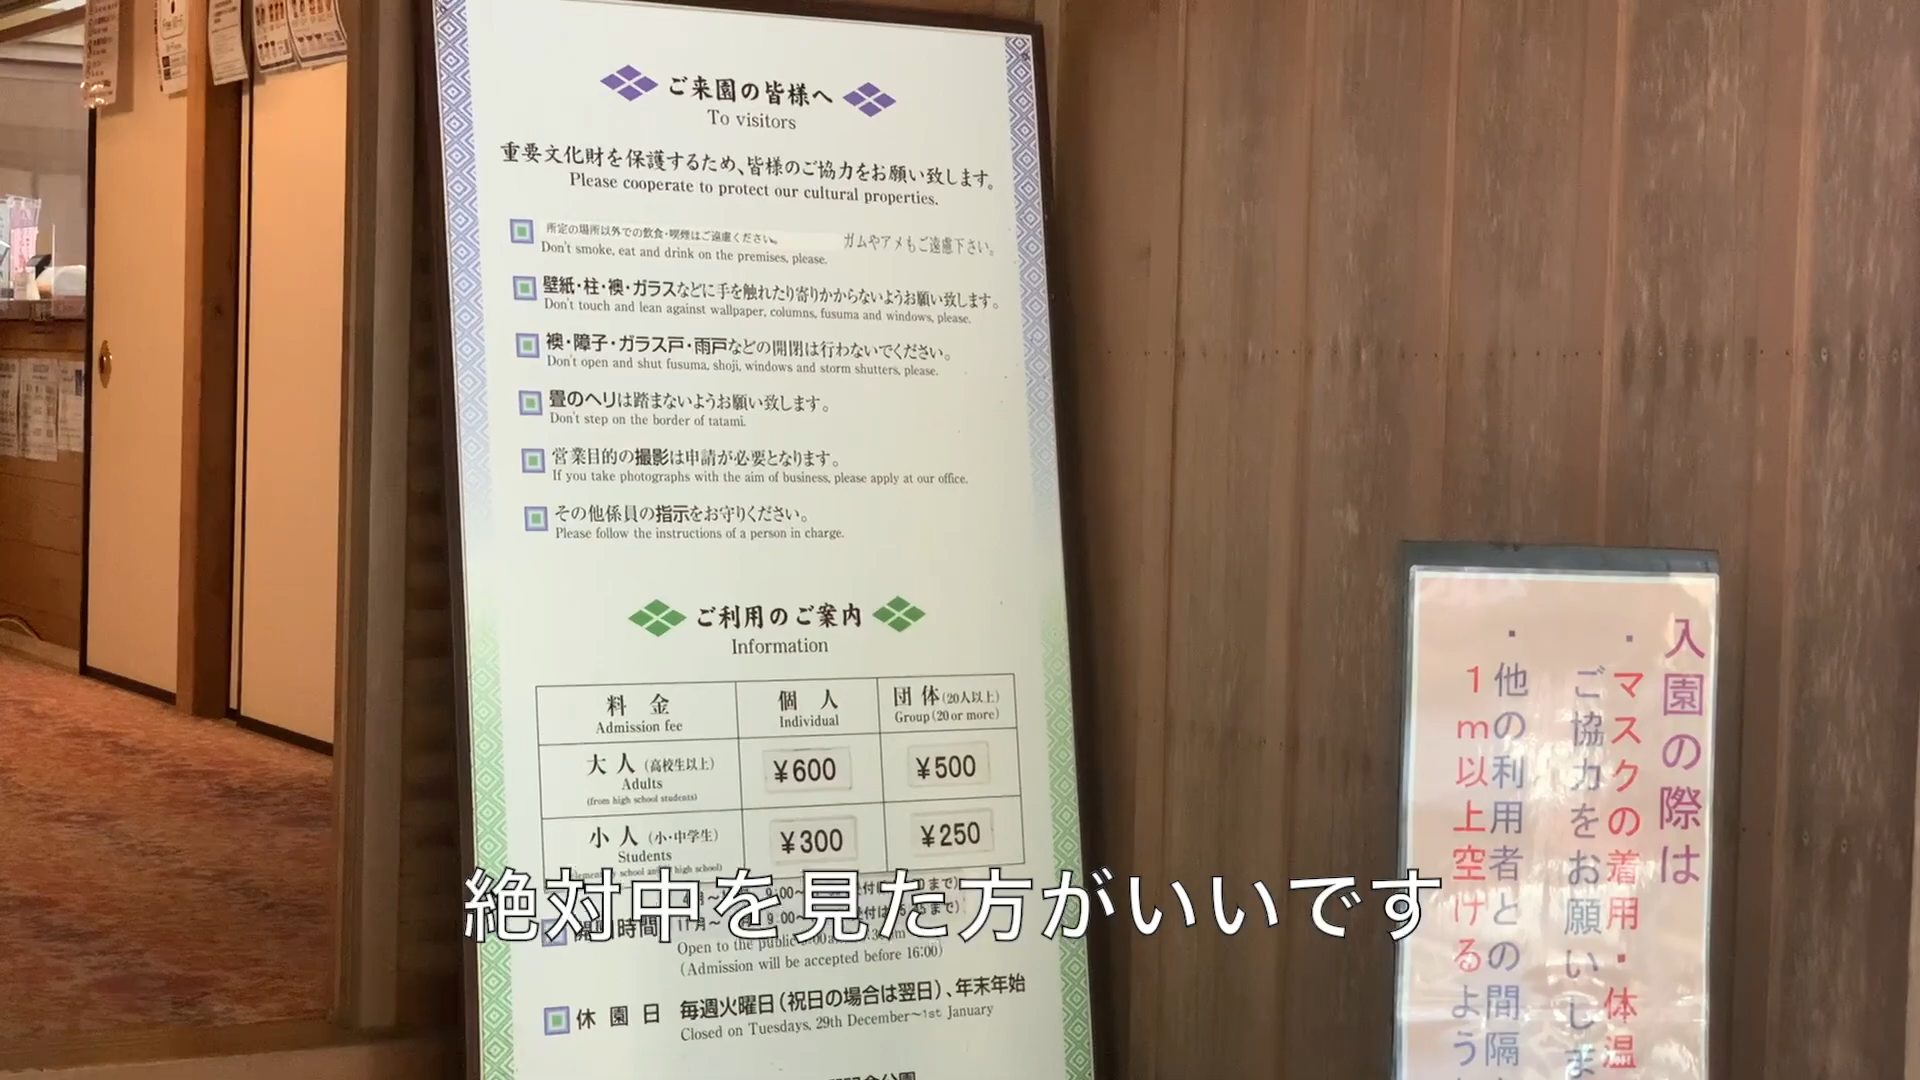 ご来園の皆様へ
To visitors
重要文化財を保護するため、皆様のご協力をお願い致します。
Please cooperate to protect our cultural properties.
所定の場所以外での飲食・喫煙はご遠慮ください。 ガムやアメもご遠慮下さい。
Don't smoke, eat and drink on the premises, please.
壁紙・柱・襖・ガラスなどに手を触れたり寄りかからないようお願い致します。
Don't touch and lean against wallpaper, columns, fusuma and windows, please.
襖・障子・ガラス戸・雨戸などの開閉は行わないでください。
Don't open and shut fusuma, shoji, windows and storm shutters, please.
畳のヘリは踏まないようお願い致します。
Don't step on the border of tatami.
営業目的の撮影は申請が必要となります。
If you take photographs with the aim of business, please apply at our office.
その他係員の指示をお守りください。
Please follow the instructions of a person in charge.
ご利用のご案内
Information
料金 個人 団体(20人以上)
Admission fee Individual Group(20 or more)
大人(高校生以上) ¥600 ¥500
Adults
(from high school students)
小人(小・中学生) ¥300 ¥250
Students
school high school)
絶対中を見た方がいいです
9:00~ まで)
11月~ 9:00~ まで)
Open to the public
(Admission will be accepted before 16:00)
休園日 毎週火曜日(祝日の場合は翌日)、年末年始
Closed on Tuesdays, 29th December~1st January
入園の際は
・マスクの着用・体温
ご協力をお願いしま
・他の利用者との間隔
1m以上空けるよう